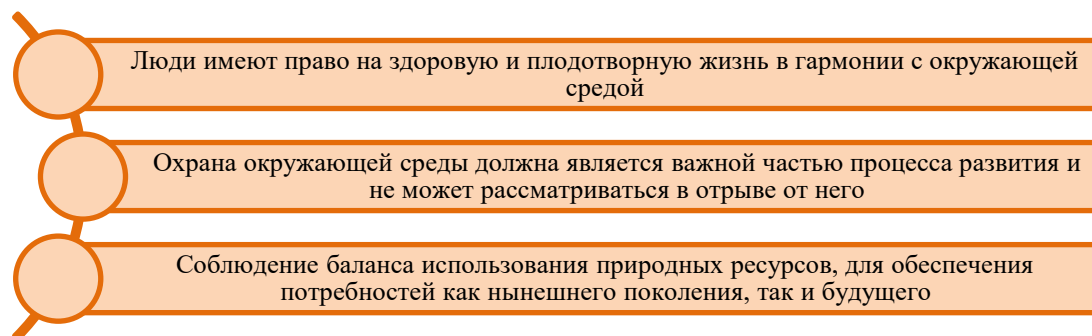 Люди имеют право на здоровую и плодотворную жизнь в гармонии с окружающей
средой
Охрана окружающей среды должна является важной частью процесса развития и
не может рассматриваться в отрыве от него
Соблюдение баланса использования природных ресурсов, для обеспечения
потребностей как нынешнего поколения, так и будущего